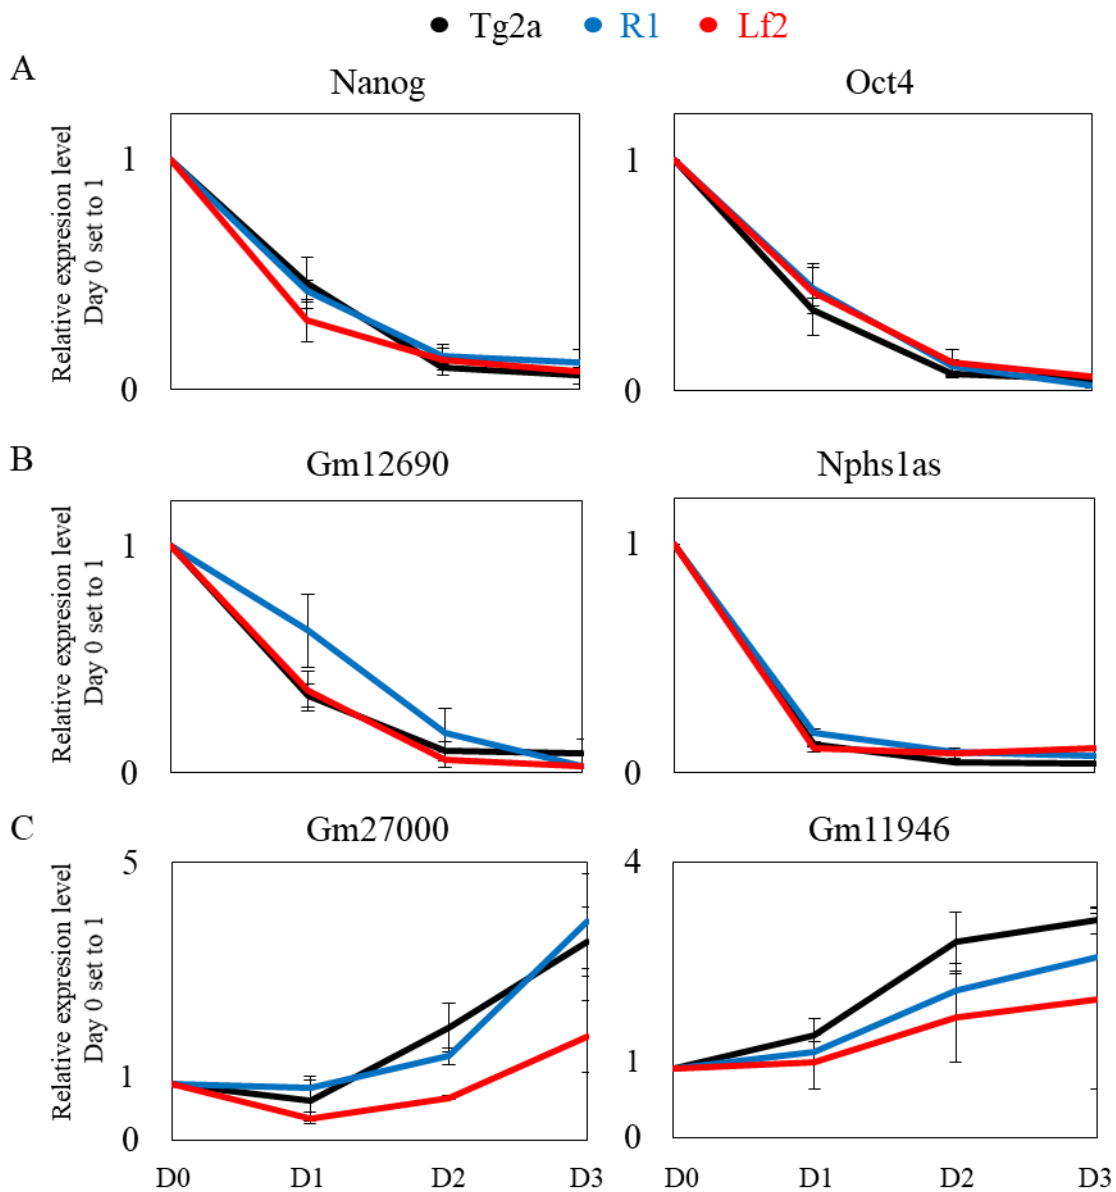 Tg2a R1 Lf2
A
Nanog Oct4
Relative expresion level
Day 0 set to 1
1 1
0 0
B
Gm12690 Nphs1as
Relative expresion level
Day 0 set to 1
1 1
0 0
C
Gm27000 Gm11946
Relative expresion level
Day 0 set to 1
5 4
1 1
0 0
D0 D1 D2 D3 D0 D1 D2 D3